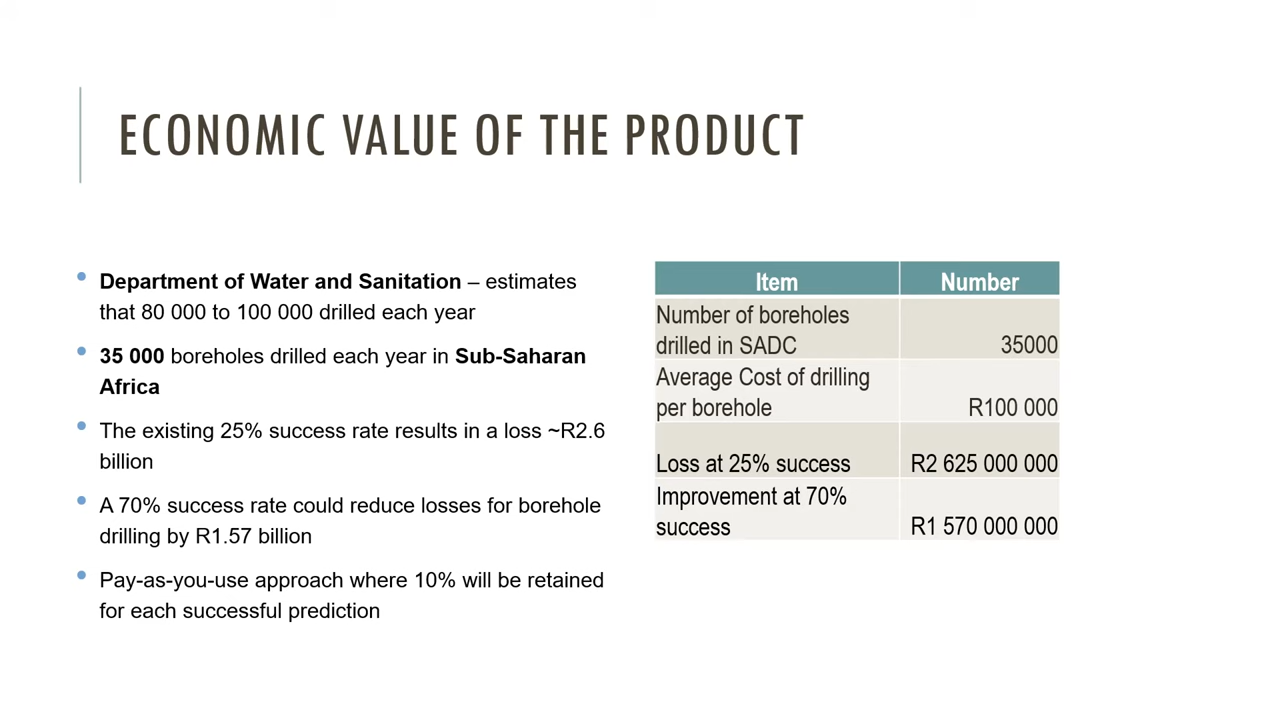 ECONOMIC VALUE OF THE PRODUCT
• Department of Water and Sanitation – estimates
that 80 000 to 100 000 drilled each year
• 35 000 boreholes drilled each year in Sub-Saharan
Africa
• The existing 25% success rate results in a loss ~R2.6
billion
• A 70% success rate could reduce losses for borehole
drilling by R1.57 billion
• Pay-as-you-use approach where 10% will be retained
for each successful prediction
Item Number
Number of boreholes
drilled in SADC 35000
Average Cost of drilling
per borehole R100 000
Loss at 25% success R2 625 000 000
Improvement at 70%
success R1 570 000 000